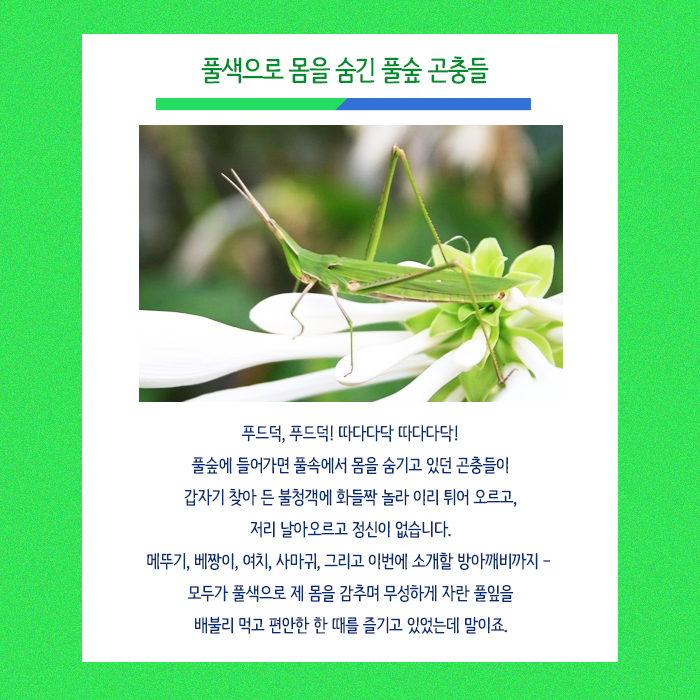 풀색으로 몸을 숨긴 풀숲 곤충들
푸드덕, 푸드덕! 따다다닥 따다다닥!
풀숲에 들어가면 풀속에서 몸을 숨기고 있던 곤충들이
갑자기 찾아 든 불청객에 화들짝 놀라 이리 튀어 오르고,
저리 날아오르고 정신이 없습니다.
메뚜기, 베짱이, 여치, 사마귀, 그리고 이번에 소개할 방아깨비까지 -
모두가 풀색으로 제 몸을 감추며 무성하게 자란 풀잎을
배불리 먹고 편안한 한 때를 즐기고 있었는데 말이죠.